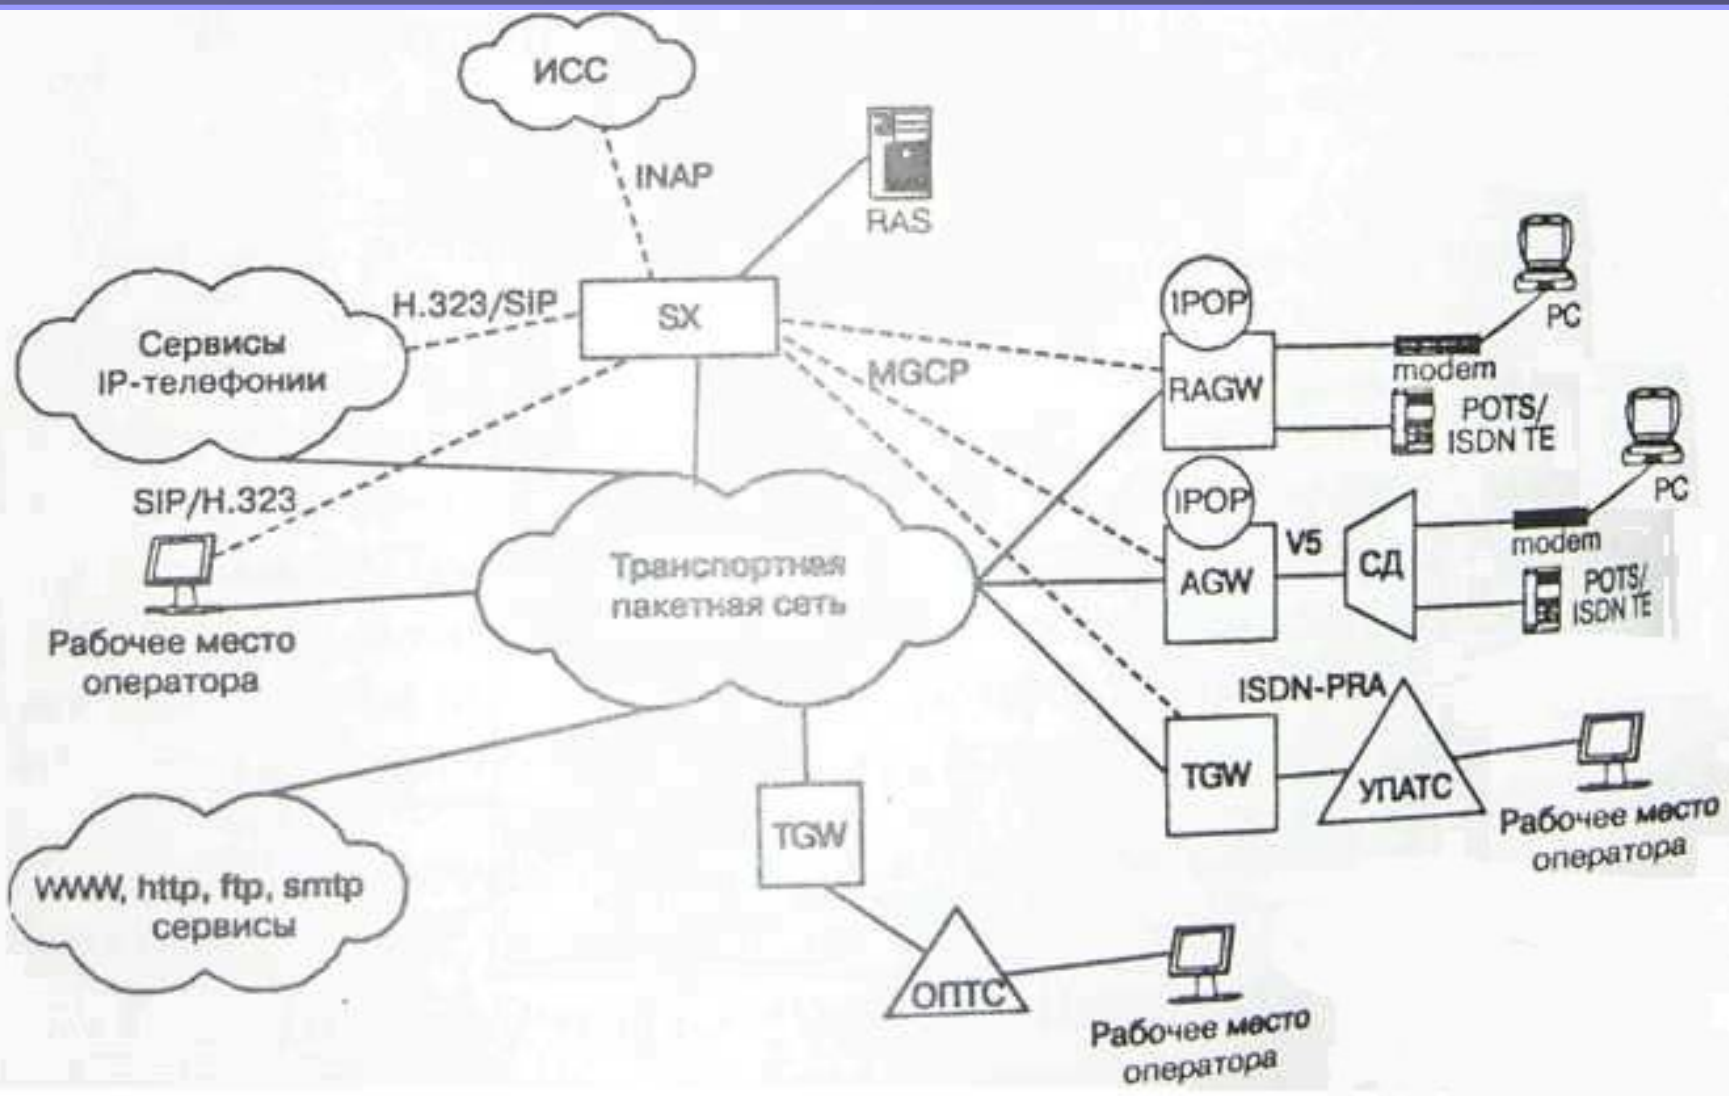 ИСС
INAP
RAS
H.323/SIP
SX
Сервисы
IP-телефонии
MGCP
IPOP
RAGW
PC
modem
POTS/
ISDN TE
SIP/H.323
Рабочее место
оператора
Транспортная
пакетная сеть
IPOP
AGW
V5
СД
PC
modem
POTS/
ISDN TE
ISDN-PRA
TGW
УПАТС
Рабочее место
оператора
WWW, http, ftp, smtp
сервисы
TGW
ОПТС
Рабочее место
оператора